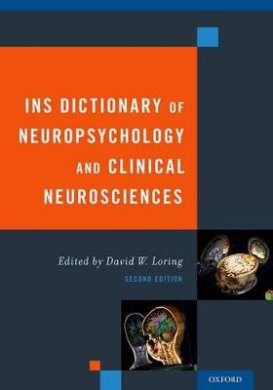 INS DICTIONARY OF
NEUROPSYCHOLOGY
AND CLINICAL
NEUROSCIENCES
Edited by David W. Loring
SECOND EDITION
OXFORD